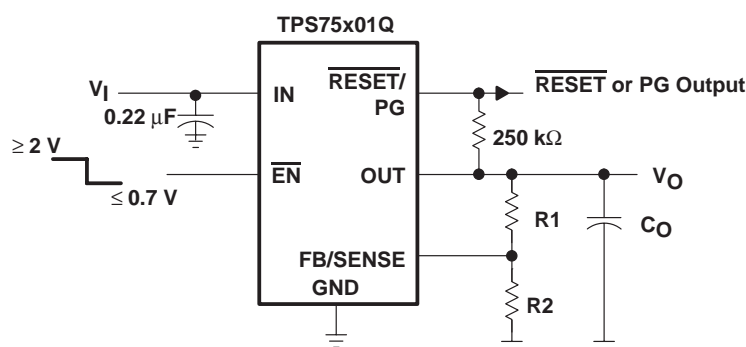 TPS75x01Q
VI
0.22 μF
IN
RESET/
PG
RESET or PG Output
250 kΩ
≥ 2 V
≤ 0.7 V
EN
OUT
VO
R1
CO
FB/SENSE
GND
R2